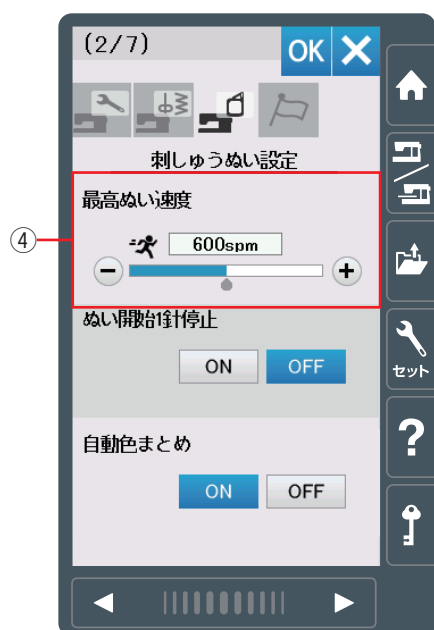 (2/7)
OK
刺しゅうぬい設定
最高ぬい速度
④
600spm
ぬい開始1針停止
ON OFF
セット
自動色まとめ
ON OFF
?